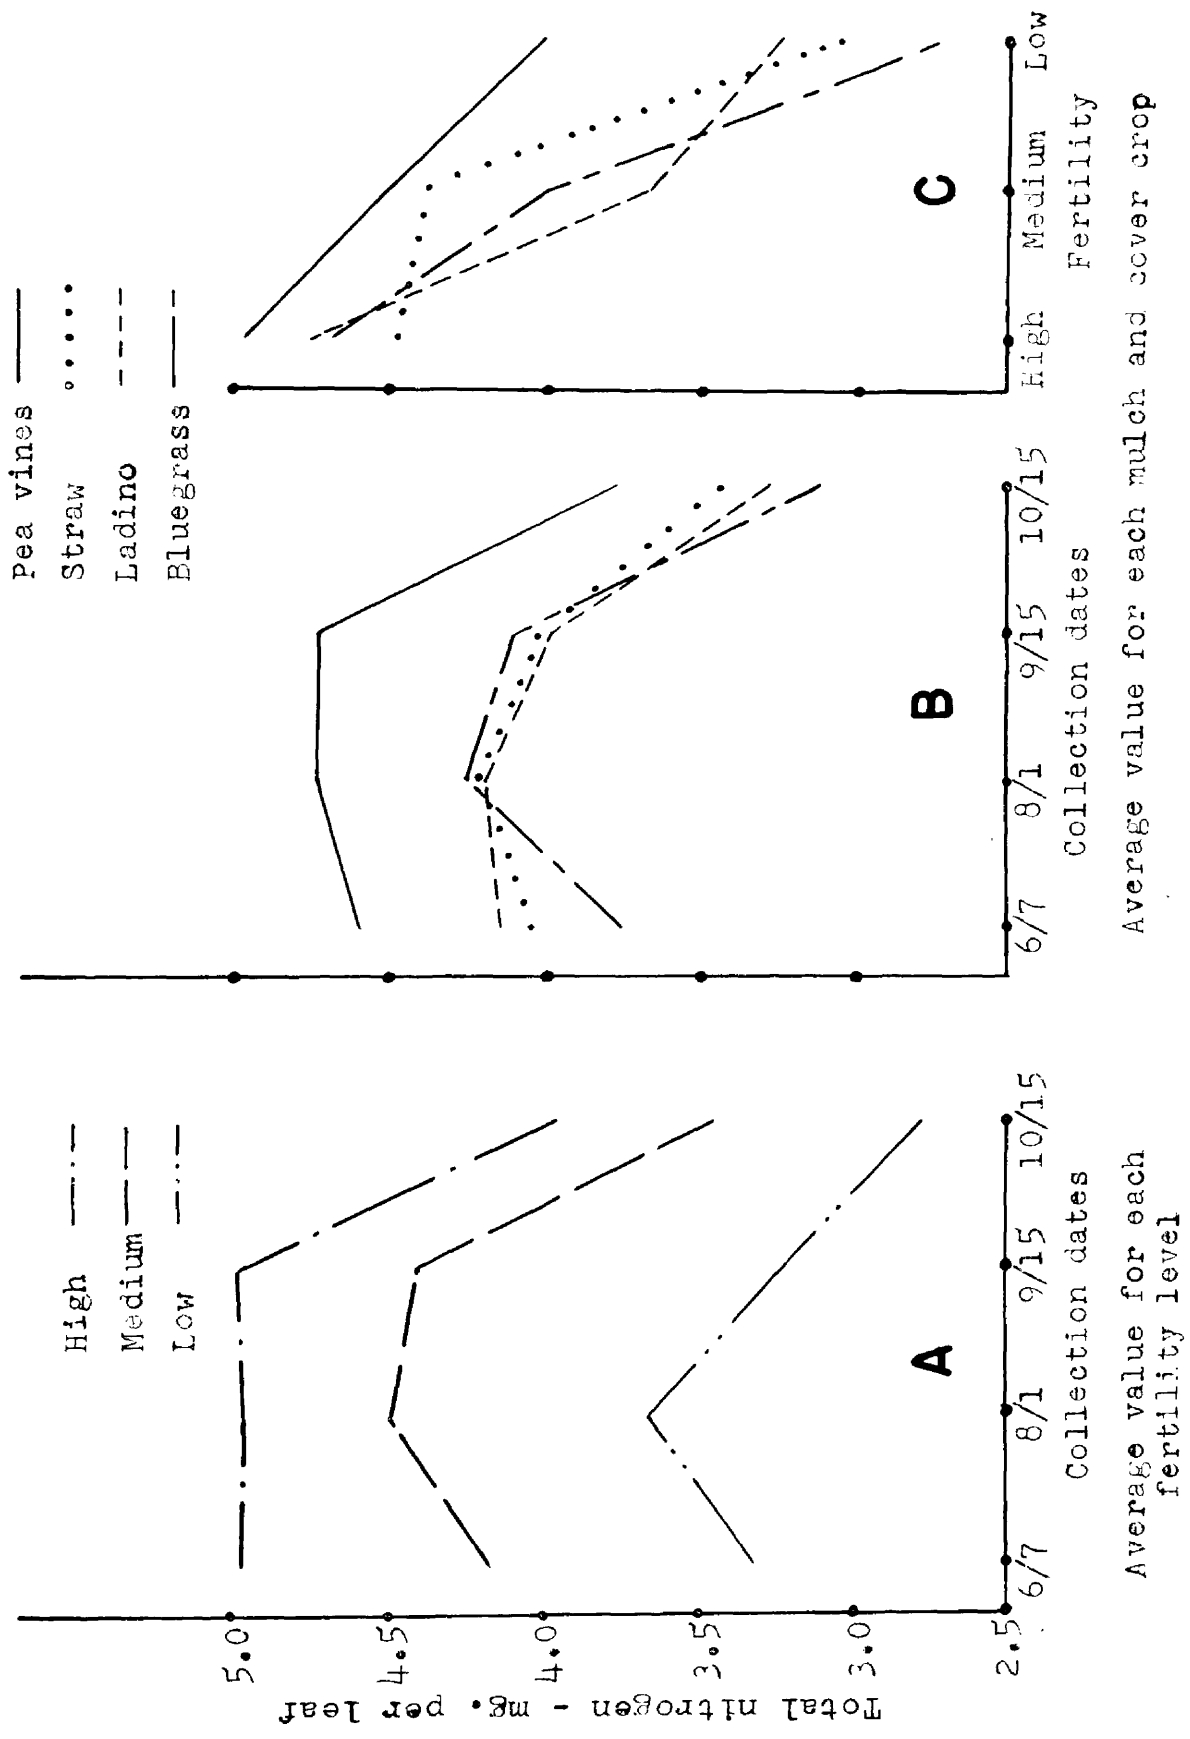 High
Medium
Low
Pea vines
Straw
Ladino
Bluegrass
Total nitrogen - mg. per leaf
5.0
4.5
4.0
3.5
3.0
2.5
A
6/7 8/1 9/15 10/15
Collection dates
Average value for each
fertility level
B
6/7 8/1 9/15 10/15
Collection dates
C
High Medium Low
Fertility
Average value for each mulch and cover crop